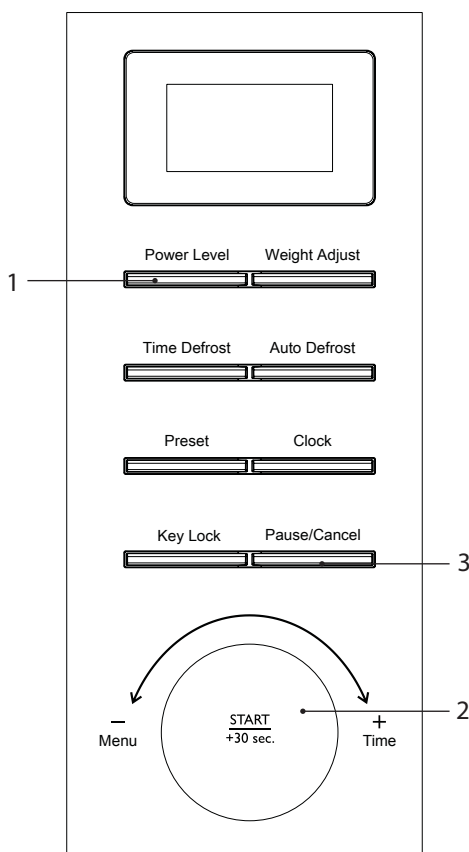 Power Level Weight Adjust
1
Time Defrost Auto Defrost
Preset Clock
Key Lock Pause/Cancel
3
START
+30 sec.
2
− +
Menu Time